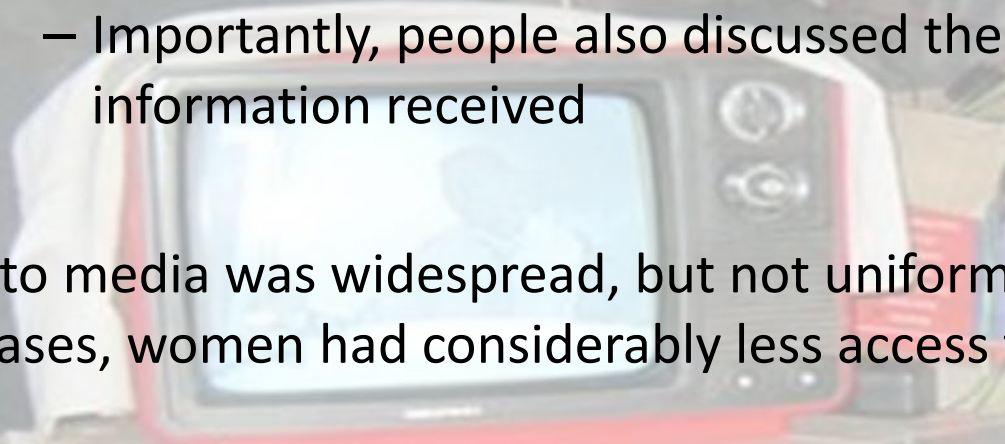 – Importantly, people also discussed the
information received
to media was widespread, but not uniform
ases, women had considerably less access